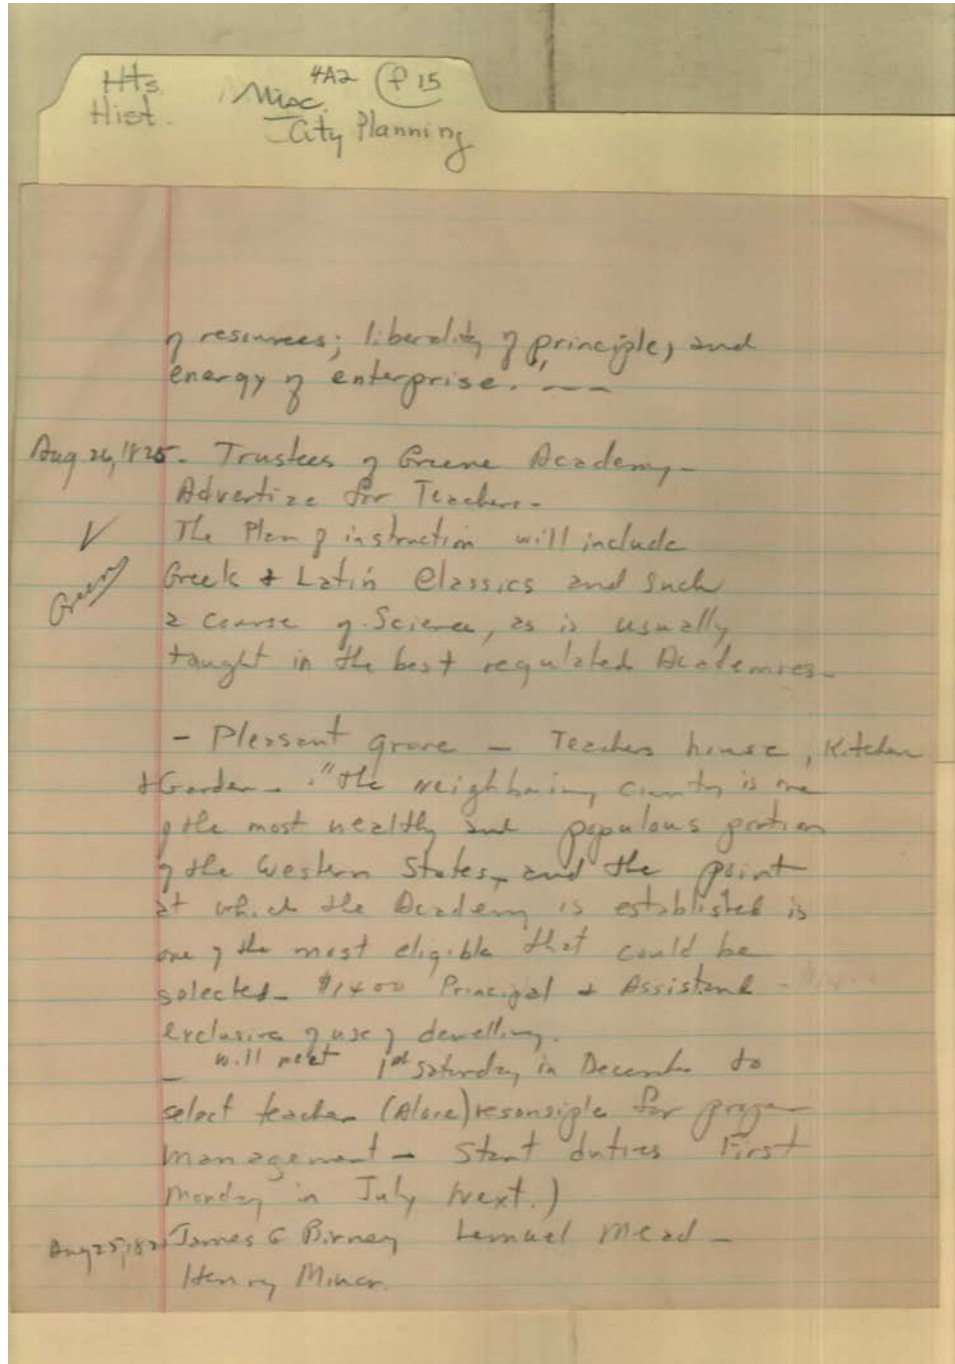 Hts. Misc. 4A2 f 15
Hist. City Planning
of resources; liberality of principle, and
energy of enterprise. " ---
Aug 26, 1825. Trustees of Greene Academy -
Advertize for Teachers -
✓ The Plan of instruction will include
Green Greek & Latin Classics and such
a course of Science, as is usually
taught in the best regulated Academies -
- Pleasant grove - Teachers house, Kitchen
& Garden - "the neighboring country is one
of the most wealthy and populous portion
of the Western States, and the point
at which the Academy is established is
one of the most eligible that could be
selected - $1400 Principal & Assistant -
exclusive of use of dwelling.
- will meet 1st Saturday in December to
select teacher (Alone) resonsible for proper
management - Start duties First
Monday in July next.)
Aug 25, James G Birney Lemuel Mead -
Henry Minor.